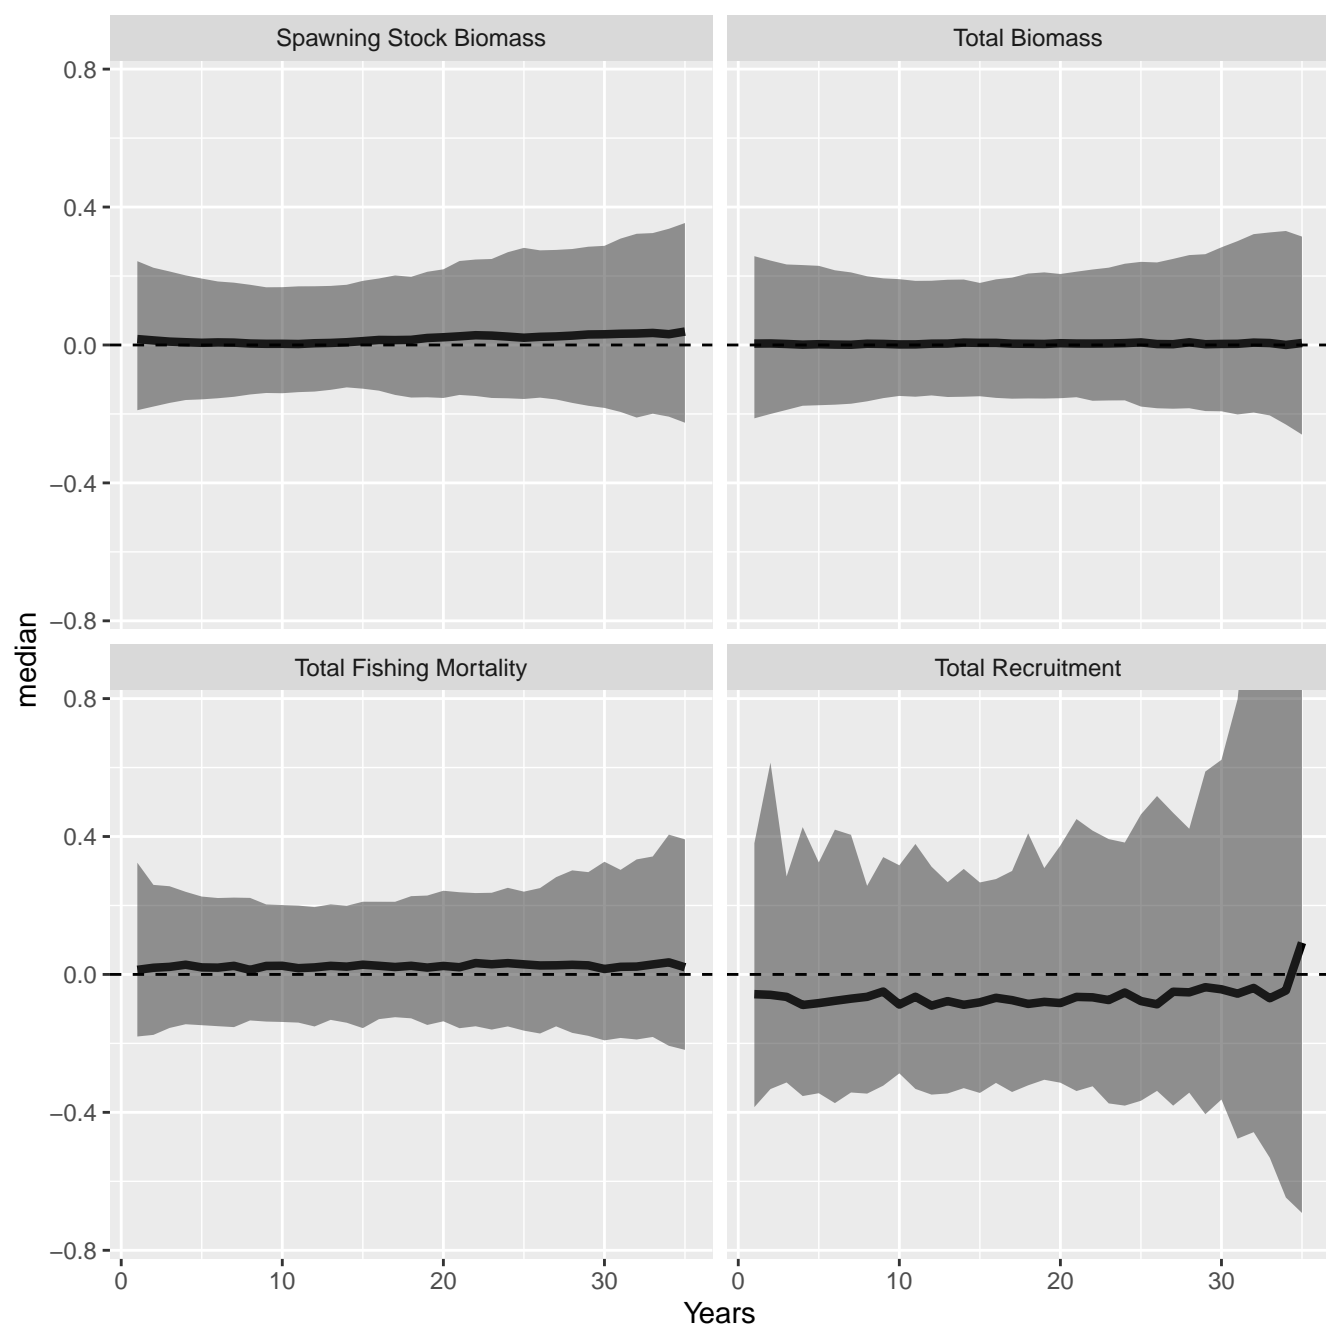 Spawning Stock Biomass
Total Biomass
0.8
0.4
0.0
−0.4
−0.8
Total Fishing Mortality
Total Recruitment
0.8
0.4
0.0
−0.4
−0.8
0 10 20 30
0 10 20 30
Years
median